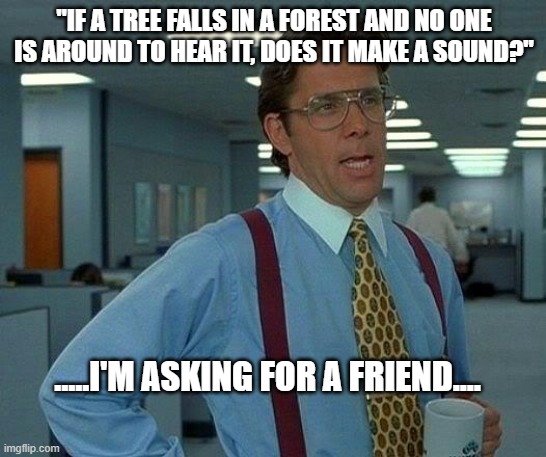 "IF A TREE FALLS IN A FOREST AND NO ONE
IS AROUND TO HEAR IT, DOES IT MAKE A SOUND?"
.....I'M ASKING FOR A FRIEND....
imgflip.com